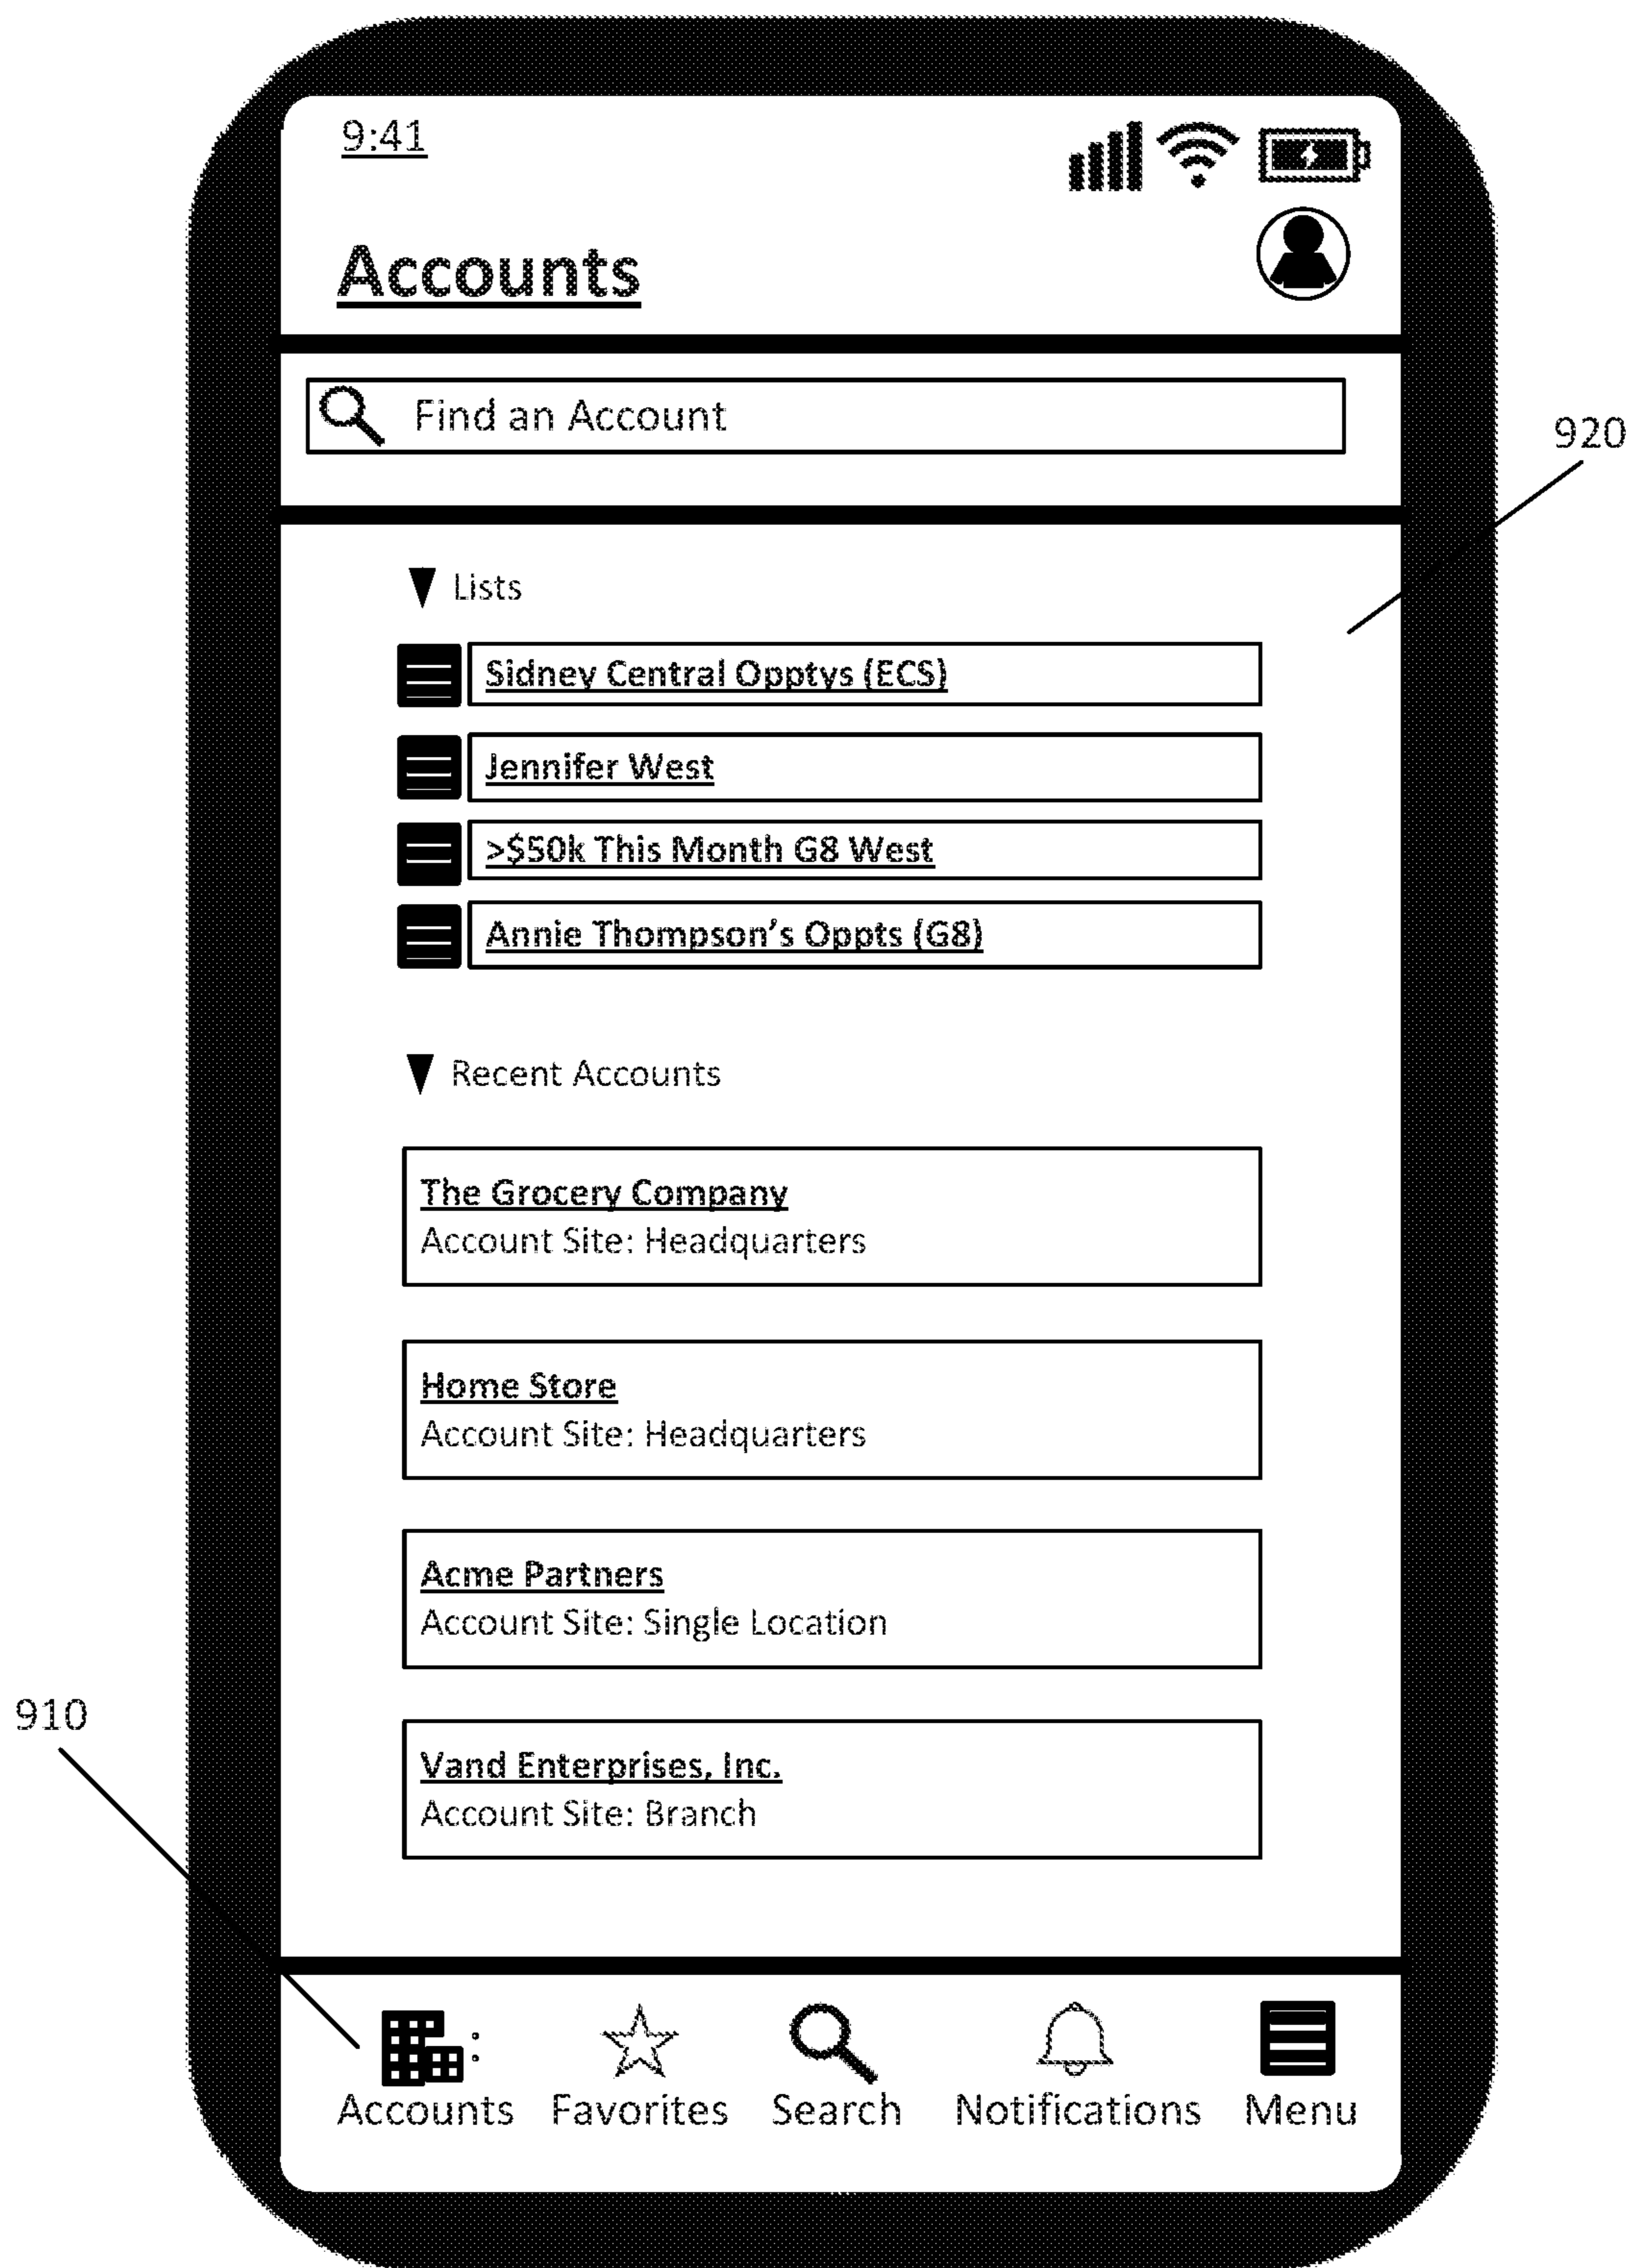 9:41
Accounts
Find an Account
920
Lists
Sidney Central Opptys (ECS)
Jennifer West
>$50k This Month G8 West
Annie Thompson's Oppts (G8)
Recent Accounts
The Grocery Company
Account Site: Headquarters
Home Store
Account Site: Headquarters
Acme Partners
Account Site: Single Location
910
Vand Enterprises, Inc.
Account Site: Branch
Accounts Favorites Search Notifications Menu